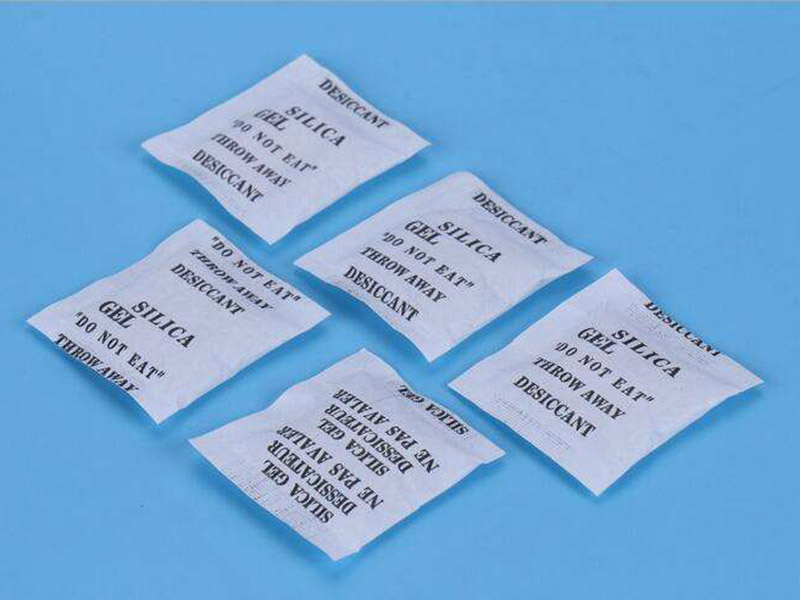 DESICCANT
SILICA
GEL
"DO NOT EAT"
THROW AWAY
DESICCANT
DESICCANT
SILICA
GEL
"DO NOT EAT"
THROW AWAY
DESICCANT
"DO NOT EAT"
THROW AWAY
DESICCANT
SILICA
GEL
"DO NOT EAT"
THROW AWAY
DESICCANT
SILICA
GEL
"DO NOT EAT"
THROW AWAY
DESICCANT
SILICA GEL
DESSICATEUR
NE PAS AVALER
SILICA GEL
DESSICATEUR
NE PAS AVALER
SILICA GEL